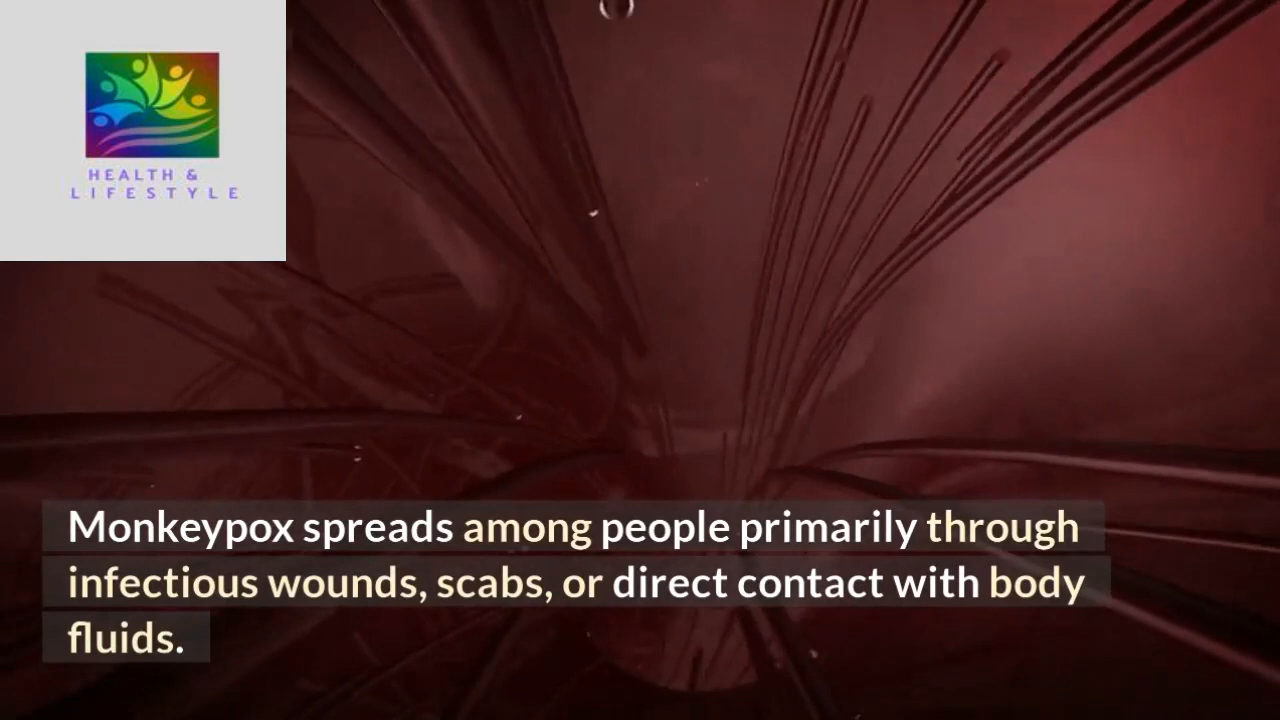 HEALTH &
LIFESTYLE
Monkeypox spreads among people primarily through
infectious wounds, scabs, or direct contact with body
fluids.